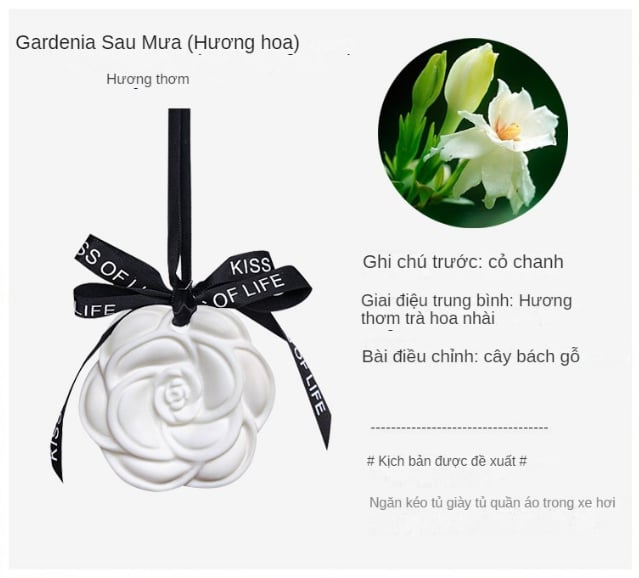 Gardenia Sau Mưa (Hương hoa)
Hương thơm
KISS
SS OF LIFE
OF LIFE
LIFE
OF LIFE
KISS
Ghi chú trước: cỏ chanh
Giai điệu trung bình: Hương
thơm trà hoa nhài
Bài điều chỉnh: cây bách gỗ
-----------------------------------
# Kịch bản được đề xuất #
Ngăn kéo tủ giày tủ quần áo trong xe hơi